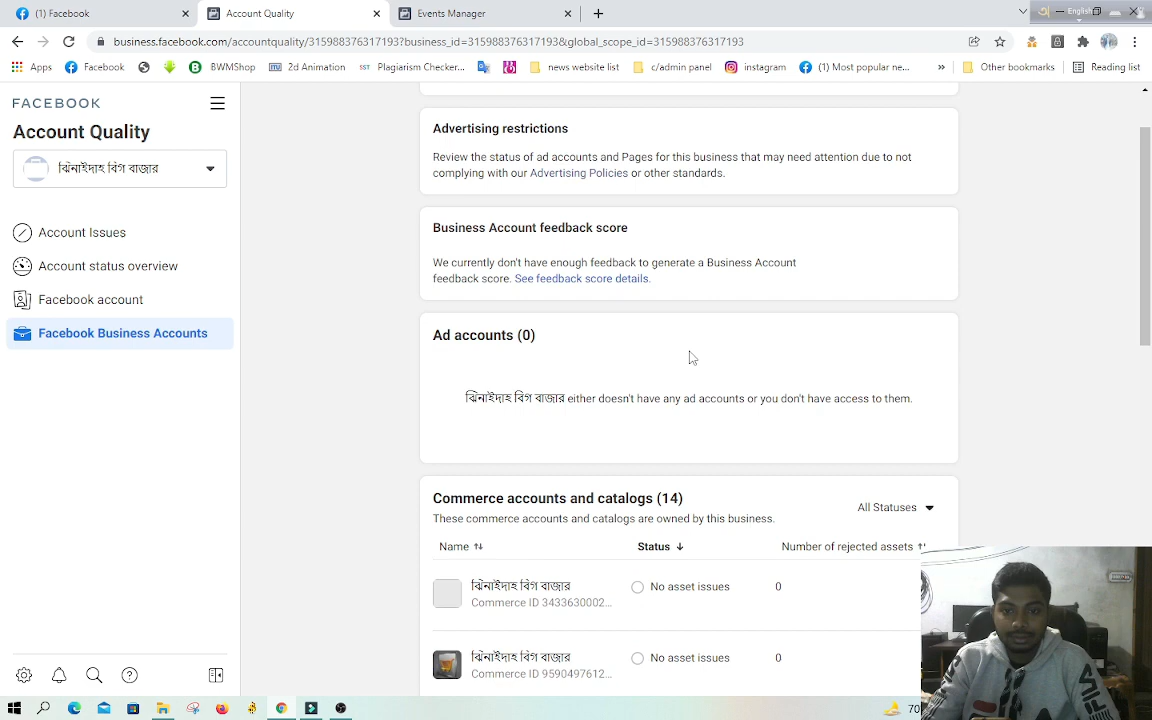 (1) Facebook
Account Quality
Events Manager
English
business.facebook.com/accountquality/315988376317193?business_id=315988376317193&global_scope_id=315988376317193
Apps
Facebook
BWMShop
2d Animation
SST
Plagiarism Checker...
news website list
c/admin panel
instagram
(1) Most popular ne...
»
Other bookmarks
Reading list
FACEBOOK
Account Quality
ঝিনাইদাহ বিগ বাজার
Account Issues
Account status overview
Facebook account
Facebook Business Accounts
Advertising restrictions
Review the status of ad accounts and Pages for this business that may need attention due to not
complying with our Advertising Policies or other standards.
Business Account feedback score
We currently don't have enough feedback to generate a Business Account
feedback score. See feedback score details.
Ad accounts (0)
ঝিনাইদাহ বিগ বাজার either doesn't have any ad accounts or you don't have access to them.
Commerce accounts and catalogs (14)
All Statuses
These commerce accounts and catalogs are owned by this business.
Name Status Number of rejected assets
ঝিনাইদাহ বিগ বাজার No asset issues 0
Commerce ID 3433630002...
ঝিনাইদাহ বিগ বাজার No asset issues 0
Commerce ID 9590497612...